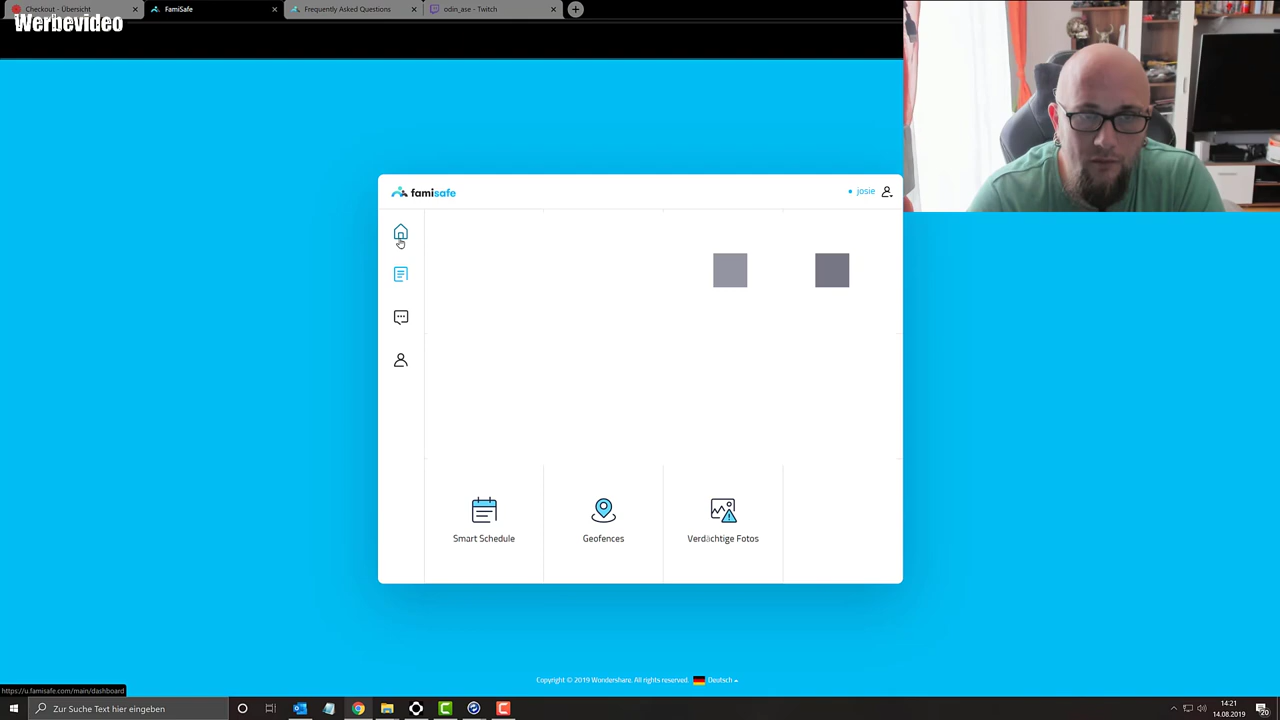 Checkout - Übersicht
FamiSafe
Frequently Asked Questions
odin_ase - Twitch
Werbevideo
famisafe
josie
Smart Schedule
Geofences
Verdächtige Fotos
Copyright © 2019 Wondershare. All rights reserved.
Deutsch
https://u.famisafe.com/main/dashboard
Zur Suche Text hier eingeben
14:21
14.08.2019
20